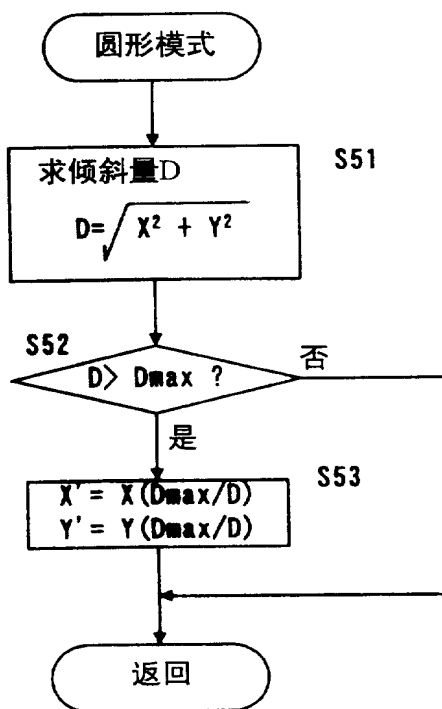 圆形模式
S51
求倾斜量D
D=√X² + Y²
S52
D> Dmax ?
否
是
S53
X'= X(Dmax/D)
Y'= Y(Dmax/D)
返回